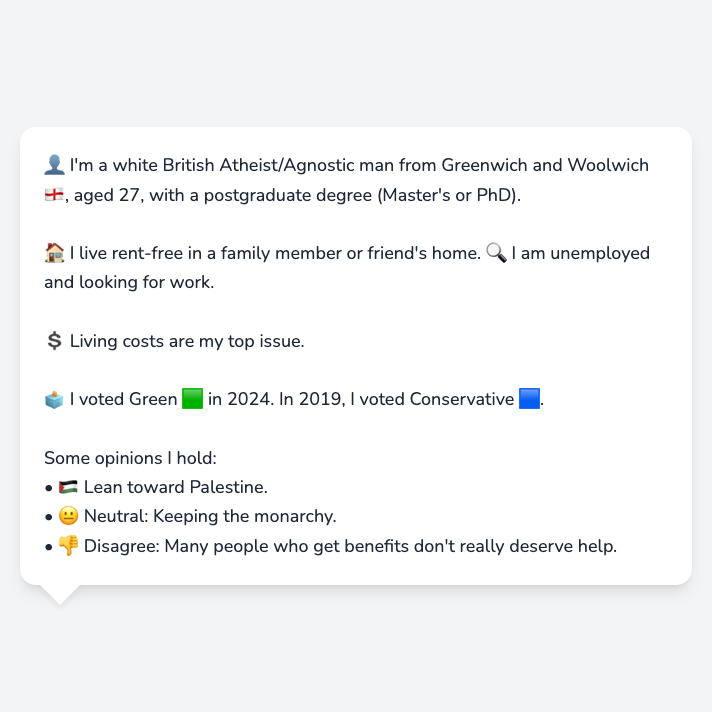 👤 I'm a white British Atheist/Agnostic man from Greenwich and Woolwich
🏴󠁧󠁢󠁥󠁮󠁧󠁿, aged 27, with a postgraduate degree (Master's or PhD).
🏠 I live rent-free in a family member or friend's home. 🔍 I am unemployed
and looking for work.
💲 Living costs are my top issue.
🗳️ I voted Green 🟩 in 2024. In 2019, I voted Conservative 🟦.
Some opinions I hold:
• 🇵🇸 Lean toward Palestine.
• 😐 Neutral: Keeping the monarchy.
• 👎 Disagree: Many people who get benefits don't really deserve help.